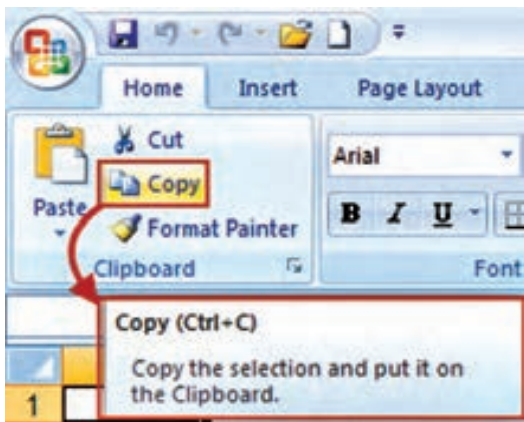 Home Insert Page Layout
Cut
Copy
Paste
Format Painter
Clipboard
Arial
B I U
Font
Copy (Ctrl+C)
Copy the selection and put it on
the Clipboard.
1